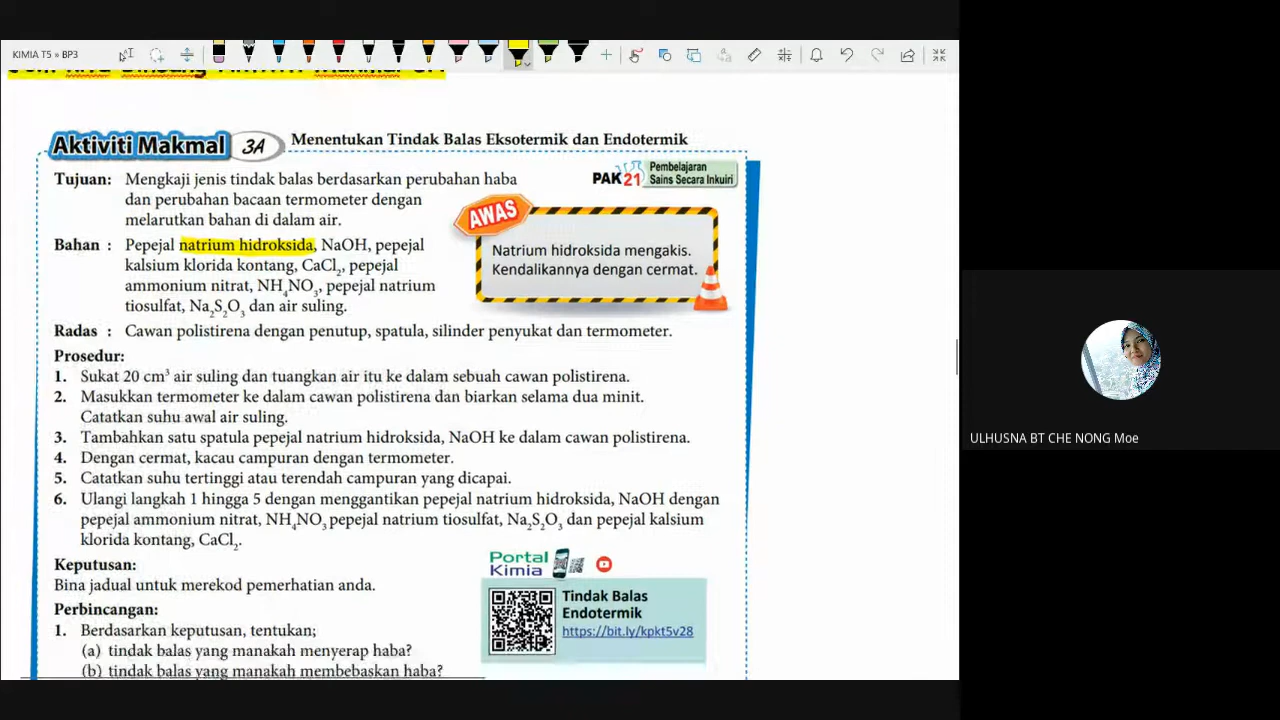 KIMIA T5 » BP3
Aktiviti Makmal 3A Menentukan Tindak Balas Eksotermik dan Endotermik
PAK 21 Pembelajaran
Sains Secara Inkuiri
Tujuan: Mengkaji jenis tindak balas berdasarkan perubahan haba
dan perubahan bacaan termometer dengan
melarutkan bahan di dalam air.
AWAS
Natrium hidroksida mengakis.
Kendalikannya dengan cermat.
Bahan : Pepejal natrium hidroksida, NaOH, pepejal
kalsium klorida kontang, CaCl₂, pepejal
ammonium nitrat, NH₄NO₃, pepejal natrium
tiosulfat, Na₂S₂O₃ dan air suling.
Radas : Cawan polistirena dengan penutup, spatula, silinder penyukat dan termometer.
Prosedur:
1. Sukat 20 cm³ air suling dan tuangkan air itu ke dalam sebuah cawan polistirena.
2. Masukkan termometer ke dalam cawan polistirena dan biarkan selama dua minit.
Catatkan suhu awal air suling.
3. Tambahkan satu spatula pepejal natrium hidroksida, NaOH ke dalam cawan polistirena.
4. Dengan cermat, kacau campuran dengan termometer.
5. Catatkan suhu tertinggi atau terendah campuran yang dicapai.
6. Ulangi langkah 1 hingga 5 dengan menggantikan pepejal natrium hidroksida, NaOH dengan
pepejal ammonium nitrat, NH₄NO₃ pepejal natrium tiosulfat, Na₂S₂O₃ dan pepejal kalsium
klorida kontang, CaCl₂.
Keputusan:
Bina jadual untuk merekod pemerhatian anda.
Perbincangan:
1. Berdasarkan keputusan, tentukan;
(a) tindak balas yang manakah menyerap haba?
(b) tindak balas yang manakah membebaskan haba?
Portal
Kimia
Tindak Balas
Endotermik
https://bit.ly/kpkt5v28
ULHUSNA BT CHE NONG Moe